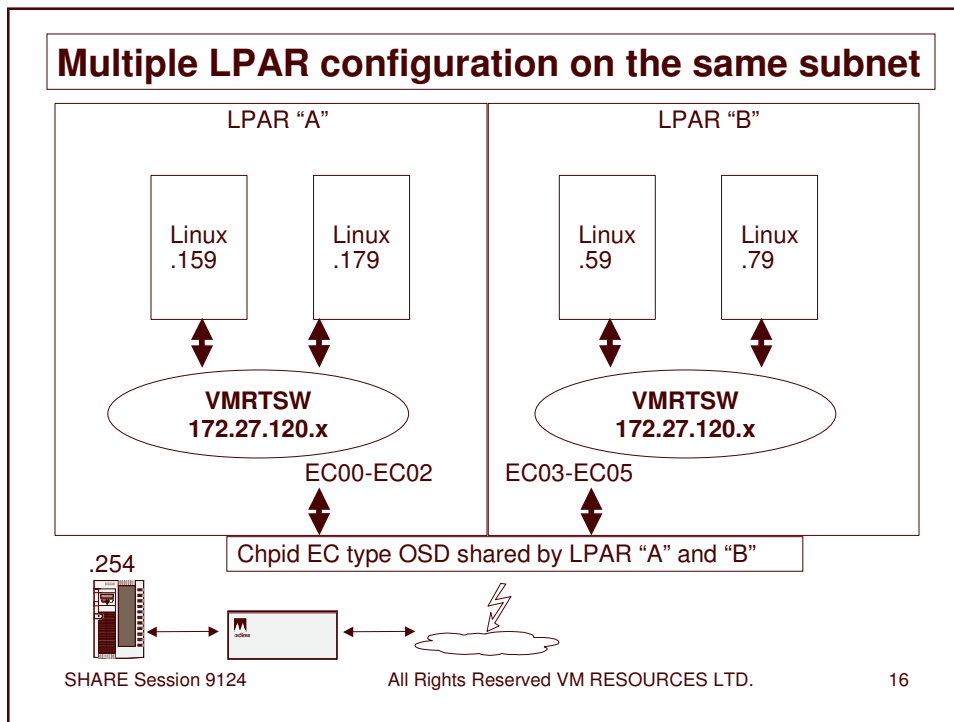 Multiple LPAR configuration on the same subnet
LPAR “A”
LPAR “B”
Linux
.159
Linux
.179
Linux
.59
Linux
.79
VMRTSW
172.27.120.x
VMRTSW
172.27.120.x
EC00-EC02
EC03-EC05
Chpid EC type OSD shared by LPAR “A” and “B”
.254
SHARE Session 9124
All Rights Reserved VM RESOURCES LTD.
16